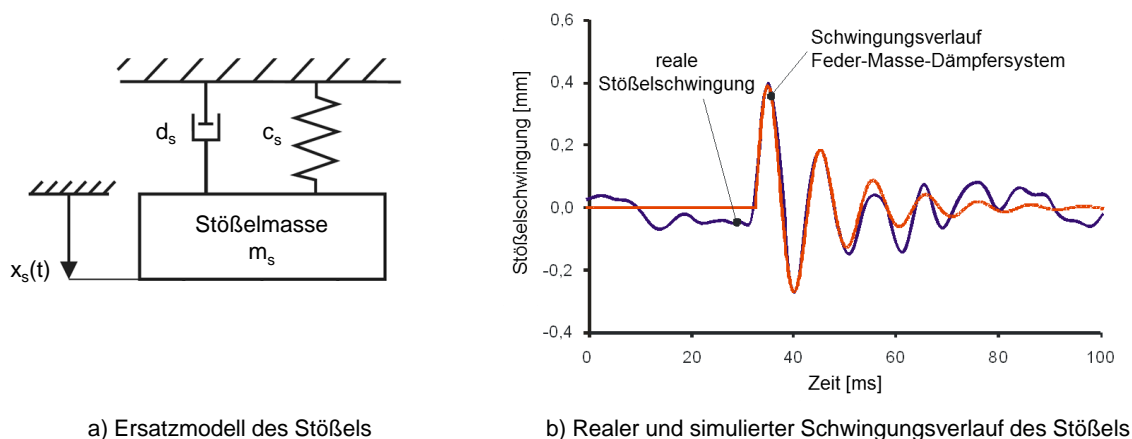 d_s
c_s
Stößelmasse
m_s
x_s(t)
a) Ersatzmodell des Stößels
0,6
0,4
0,2
0,0
-0,2
-0,4
Stößelschwingung [mm]
reale
Stößelschwingung
Schwingungsverlauf
Feder-Masse-Dämpfersystem
0
20
40
60
80
100
Zeit [ms]
b) Realer und simulierter Schwingungsverlauf des Stößels